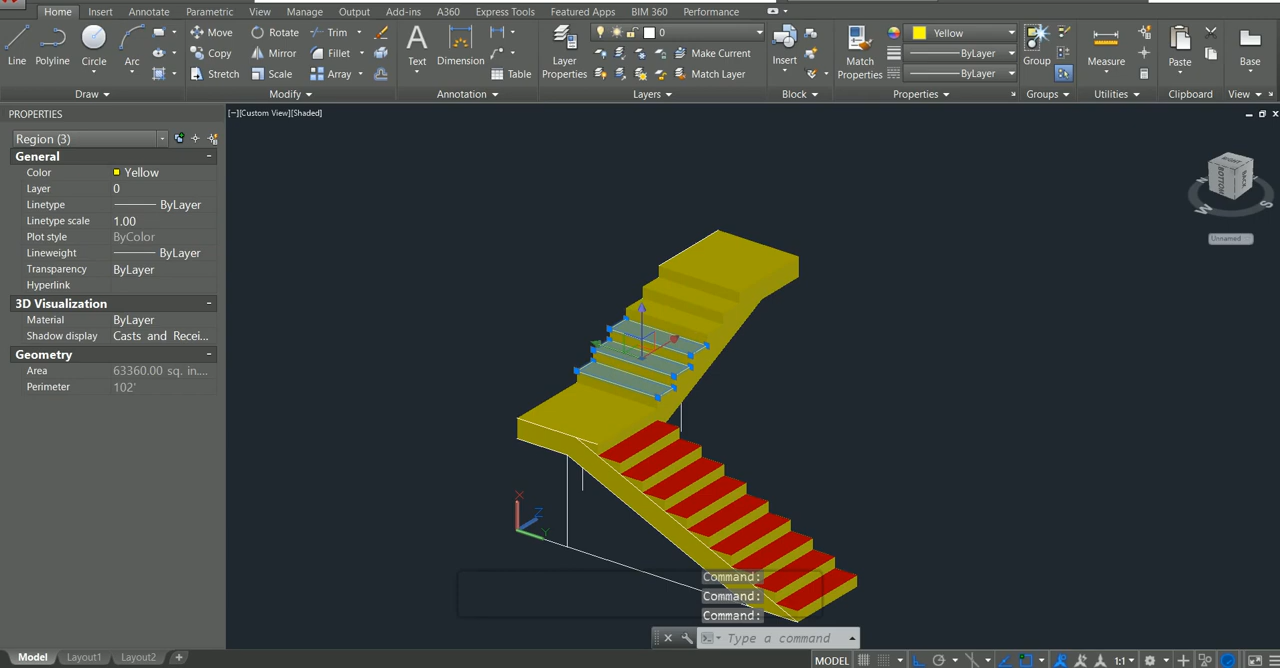 Home Insert Annotate Parametric View Manage Output Add-ins A360 Express Tools Featured Apps BIM 360 Performance
Line Polyline Circle Arc
Move Rotate Trim
Copy Mirror Fillet
Stretch Scale Array
Text Dimension Table
Layer Properties
0
Make Current
Match Layer
Insert
Match Properties
Yellow
ByLayer
ByLayer
Group
Measure
Paste
Base
Draw Modify Annotation Layers Block Properties Groups Utilities Clipboard View
PROPERTIES
[−][Custom View][Shaded]
Region (3)
General
Color Yellow
Layer 0
Linetype ByLayer
Linetype scale 1.00
Plot style ByColor
Lineweight ByLayer
Transparency ByLayer
Hyperlink
3D Visualization
Material ByLayer
Shadow display Casts and Recei...
Geometry
Area 63360.00 sq. in....
Perimeter 102'
RIGHT
BOTTOM
BACK
N
W
S
Unnamed
X
Z
Y
Command:
Command:
Command:
Type a command
Model Layout1 Layout2 +
MODEL 1:1